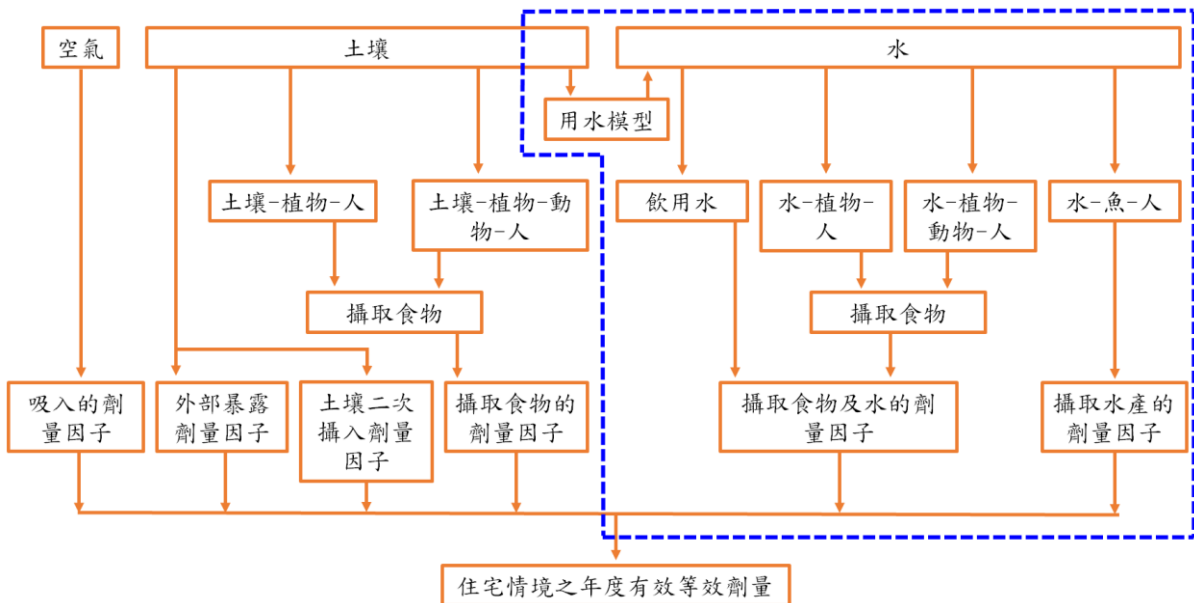 空氣
土壤
水
用水模型
土壤-植物-人
土壤-植物-動
物-人
飲用水
水-植物-
人
水-植物-
動物-人
水-魚-人
攝取食物
攝取食物
吸入的劑
量因子
外部暴露
劑量因子
土壤二次
攝入劑量
因子
攝取食物的
劑量因子
攝取食物及水的劑
量因子
攝取水產的
劑量因子
住宅情境之年度有效等效劑量